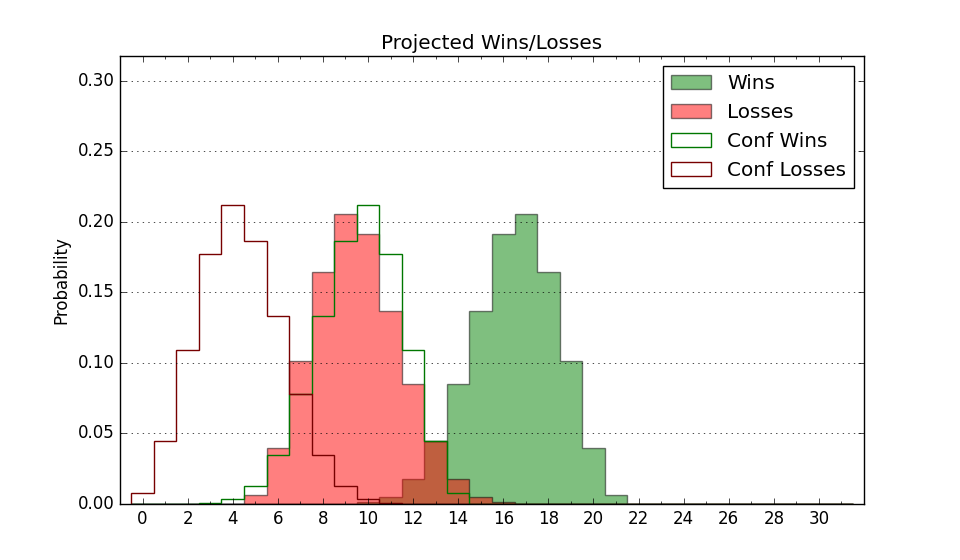 Projected Wins/Losses
Probability
0.30
0.25
0.20
0.15
0.10
0.05
0.00
0 2 4 6 8 10 12 14 16 18 20 22 24 26 28 30
Wins
Losses
Conf Wins
Conf Losses